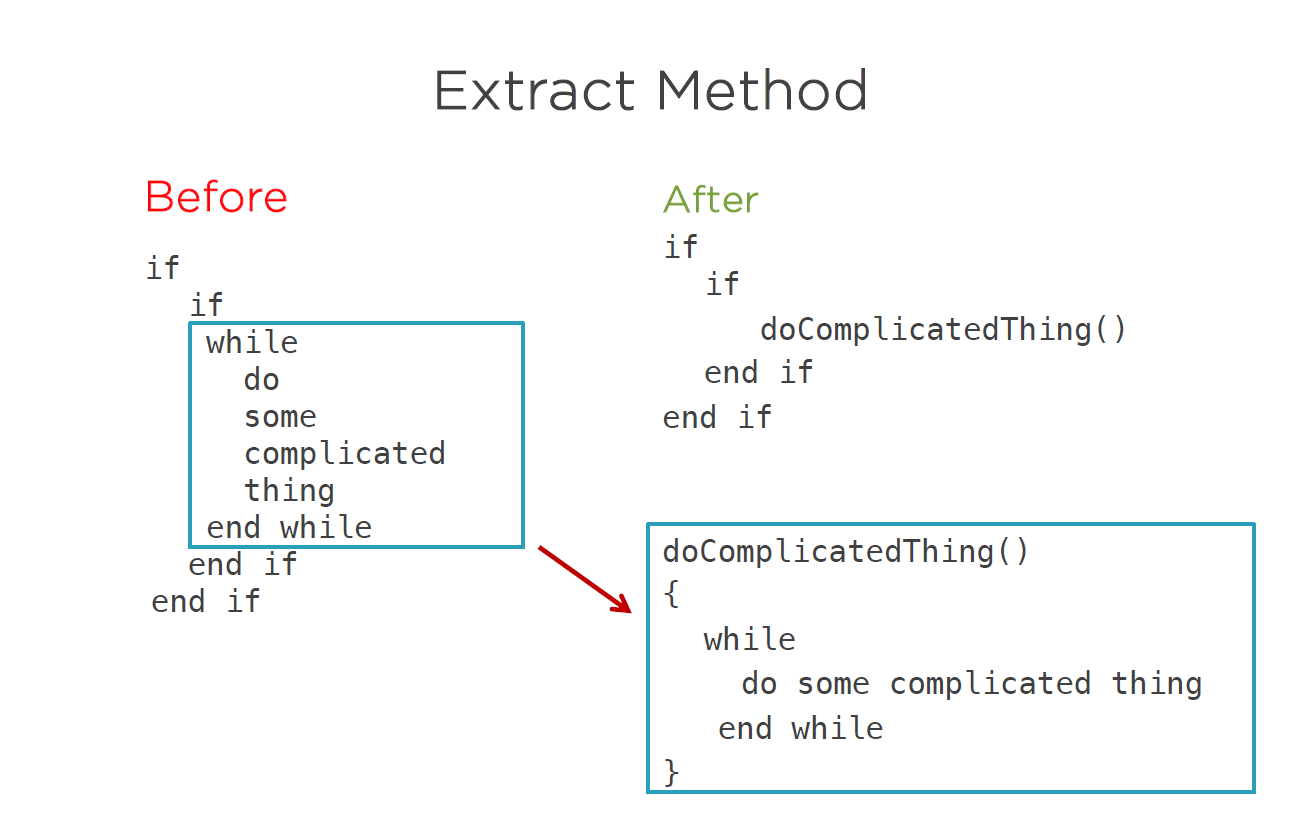 Extract Method
Before
if
if
while
do
some
complicated
thing
end while
end if
end if
After
if
if
doComplicatedThing()
end if
end if
doComplicatedThing()
{
while
do some complicated thing
end while
}